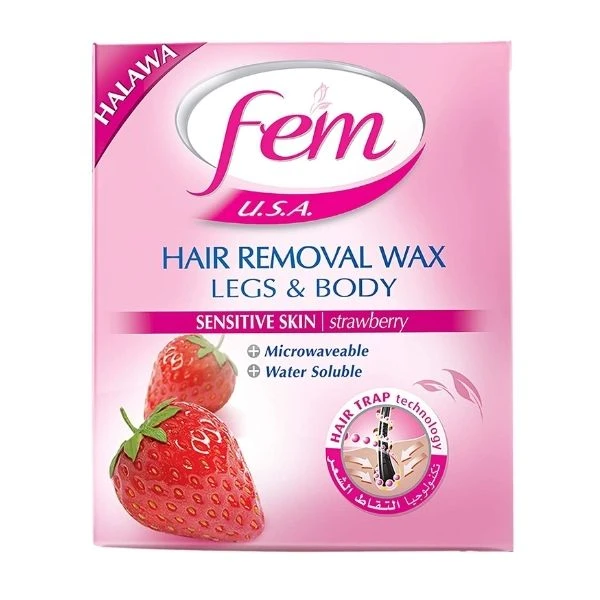 HALAWA
fem
U.S.A.
HAIR REMOVAL WAX
LEGS & BODY
SENSITIVE SKIN | strawberry
Microwaveable
Water Soluble
HAIR TRAP technology
تكنولوجيا التقاط الشعر